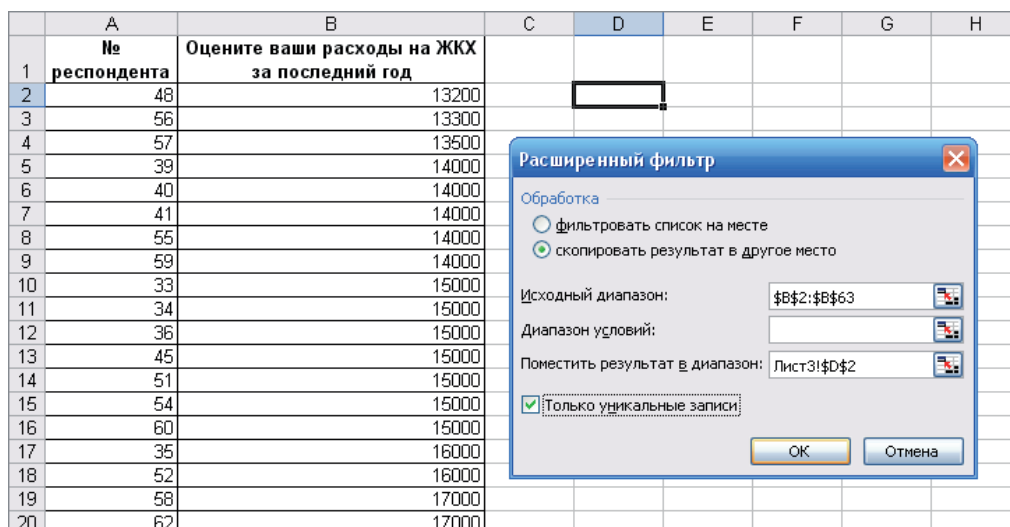 A B C D E F G H
№ Оцените ваши расходы на ЖКХ
1 респондента за последний год
2 48 13200
3 56 13300
4 57 13500
5 39 14000
6 40 14000
7 41 14000
8 55 14000
9 59 14000
10 33 15000
11 34 15000
12 36 15000
13 45 15000
14 51 15000
15 54 15000
16 60 15000
17 35 16000
18 52 16000
19 58 17000
20 62 17000
Расширенный фильтр
Обработка
фильтровать список на месте
скопировать результат в другое место
Исходный диапазон: $B$2:$B$63
Диапазон условий:
Поместить результат в диапазон: Лист3!$D$2
Только уникальные записи
ОК Отмена